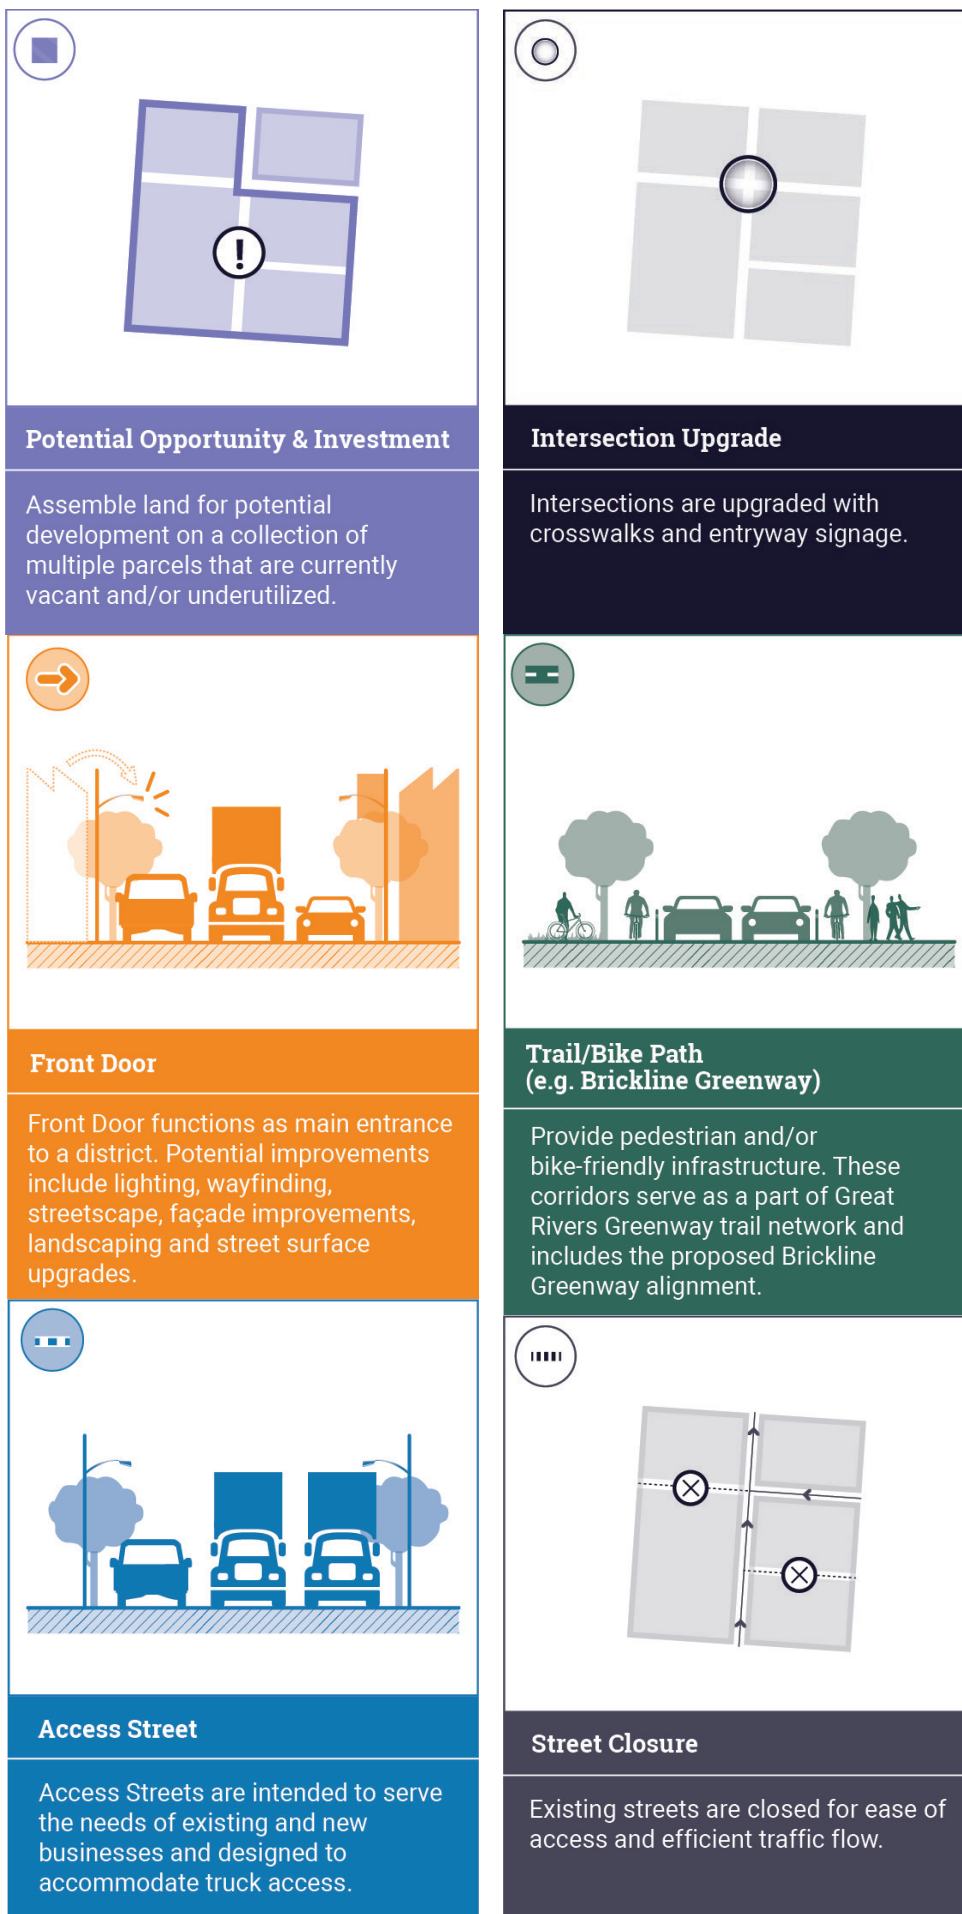 !
Potential Opportunity & Investment
Assemble land for potential
development on a collection of
multiple parcels that are currently
vacant and/or underutilized.
Intersection Upgrade
Intersections are upgraded with
crosswalks and entryway signage.
Front Door
Front Door functions as main entrance
to a district. Potential improvements
include lighting, wayfinding,
streetscape, façade improvements,
landscaping and street surface
upgrades.
Trail/Bike Path
(e.g. Brickline Greenway)
Provide pedestrian and/or
bike-friendly infrastructure. These
corridors serve as a part of Great
Rivers Greenway trail network and
includes the proposed Brickline
Greenway alignment.
Access Street
Access Streets are intended to serve
the needs of existing and new
businesses and designed to
accommodate truck access.
Street Closure
Existing streets are closed for ease of
access and efficient traffic flow.